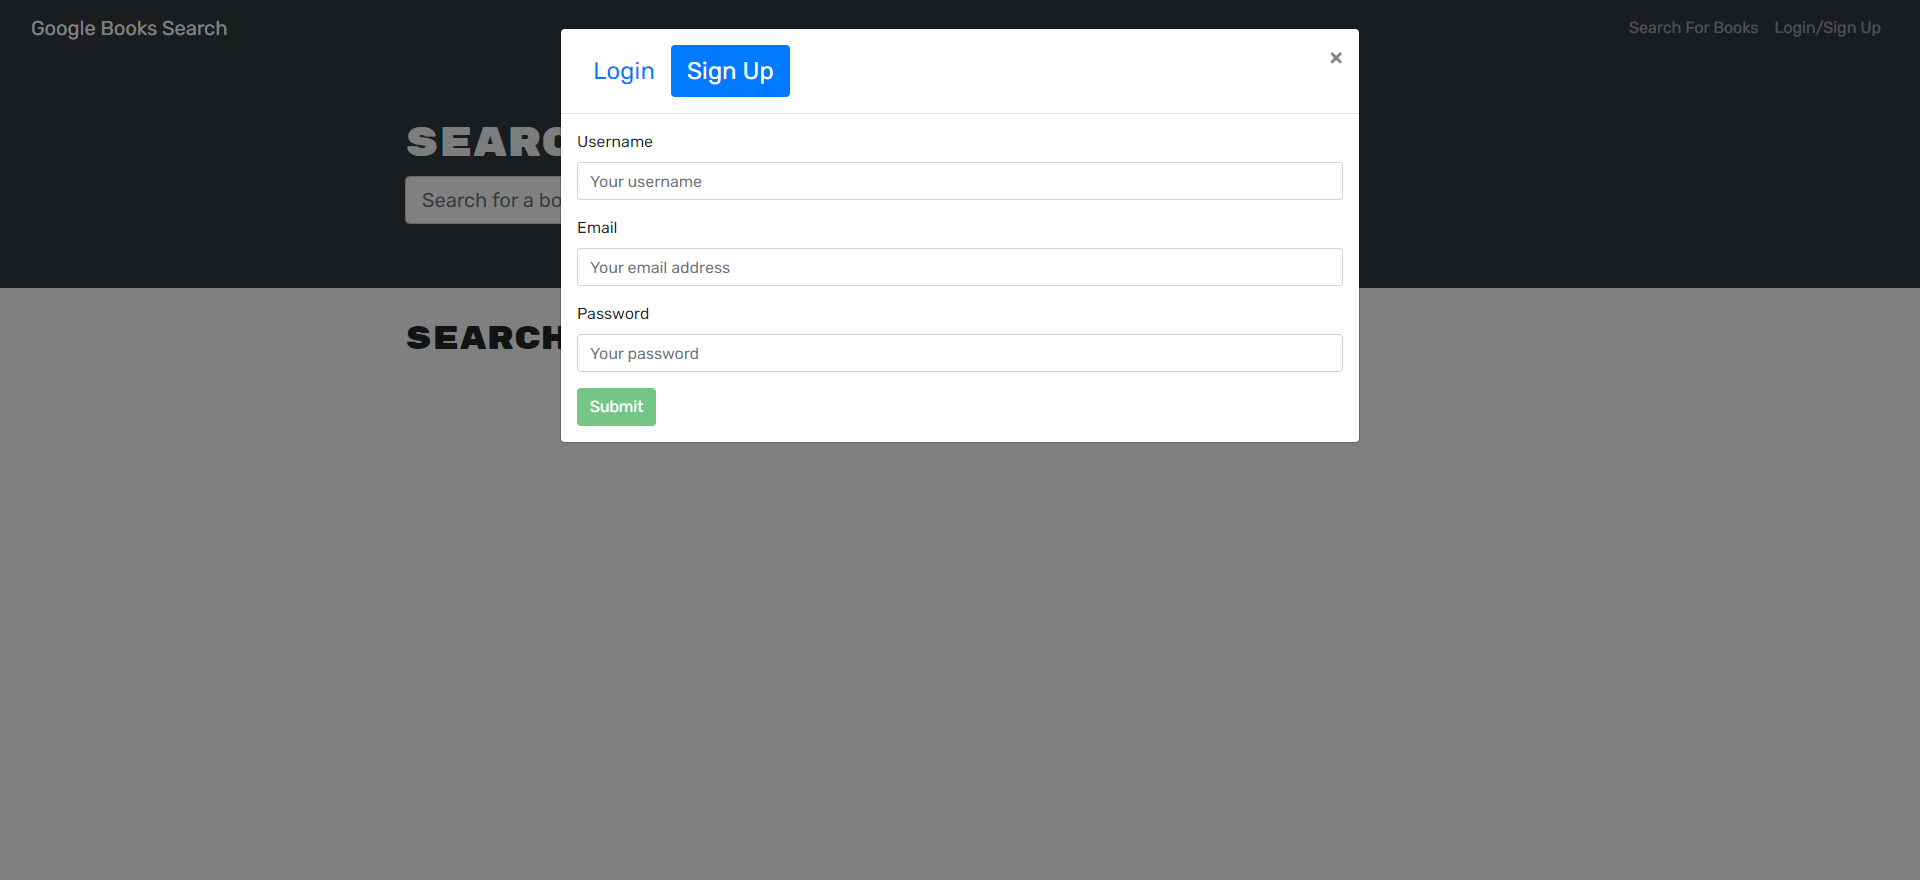 Google Books Search
Search For Books
Login/Sign Up
Login
Sign Up
×
Username
Your username
Email
Your email address
Password
Your password
Submit
Search for a bo
SEARCH